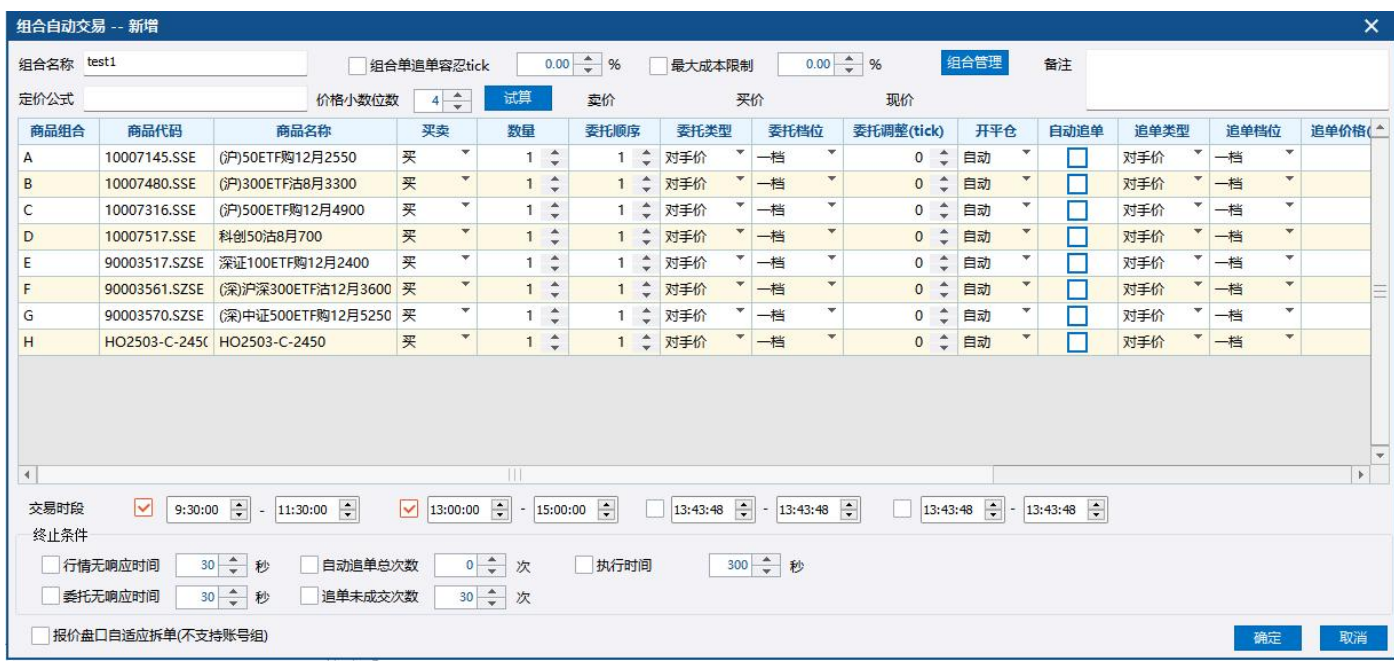 组合自动交易 -- 新增
组合名称 test1 组合单追单容忍tick 0.00 % 最大成本限制 0.00 % 组合管理 备注
定价公式 价格小数位数 4 试算 卖价 买价 现价
商品组合 商品代码 商品名称 买卖 数量 委托顺序 委托类型 委托档位 委托调整(tick) 开平仓 自动追单 追单类型 追单档位 追单价格(
A 10007145.SSE (沪)50ETF购12月2550 买 1 1 对手价 一档 0 自动 对手价 一档
B 10007480.SSE (沪)300ETF沽8月3300 买 1 1 对手价 一档 0 自动 对手价 一档
C 10007316.SSE (沪)500ETF购12月4900 买 1 1 对手价 一档 0 自动 对手价 一档
D 10007517.SSE 科创50沽8月700 买 1 1 对手价 一档 0 自动 对手价 一档
E 90003517.SZSE 深证100ETF购12月2400 买 1 1 对手价 一档 0 自动 对手价 一档
F 90003561.SZSE (深)沪深300ETF沽12月3600 买 1 1 对手价 一档 0 自动 对手价 一档
G 90003570.SZSE (深)中证500ETF购12月5250 买 1 1 对手价 一档 0 自动 对手价 一档
H HO2503-C-245( HO2503-C-2450 买 1 1 对手价 一档 0 自动 对手价 一档
交易时段 9:30:00 - 11:30:00 13:00:00 - 15:00:00 13:43:48 - 13:43:48 13:43:48 - 13:43:48
终止条件
行情无响应时间 30 秒 自动追单总次数 0 次 执行时间 300 秒
委托无响应时间 30 秒 追单未成交次数 30 次
报价盘口自适应拆单(不支持账号组) 确定 取消